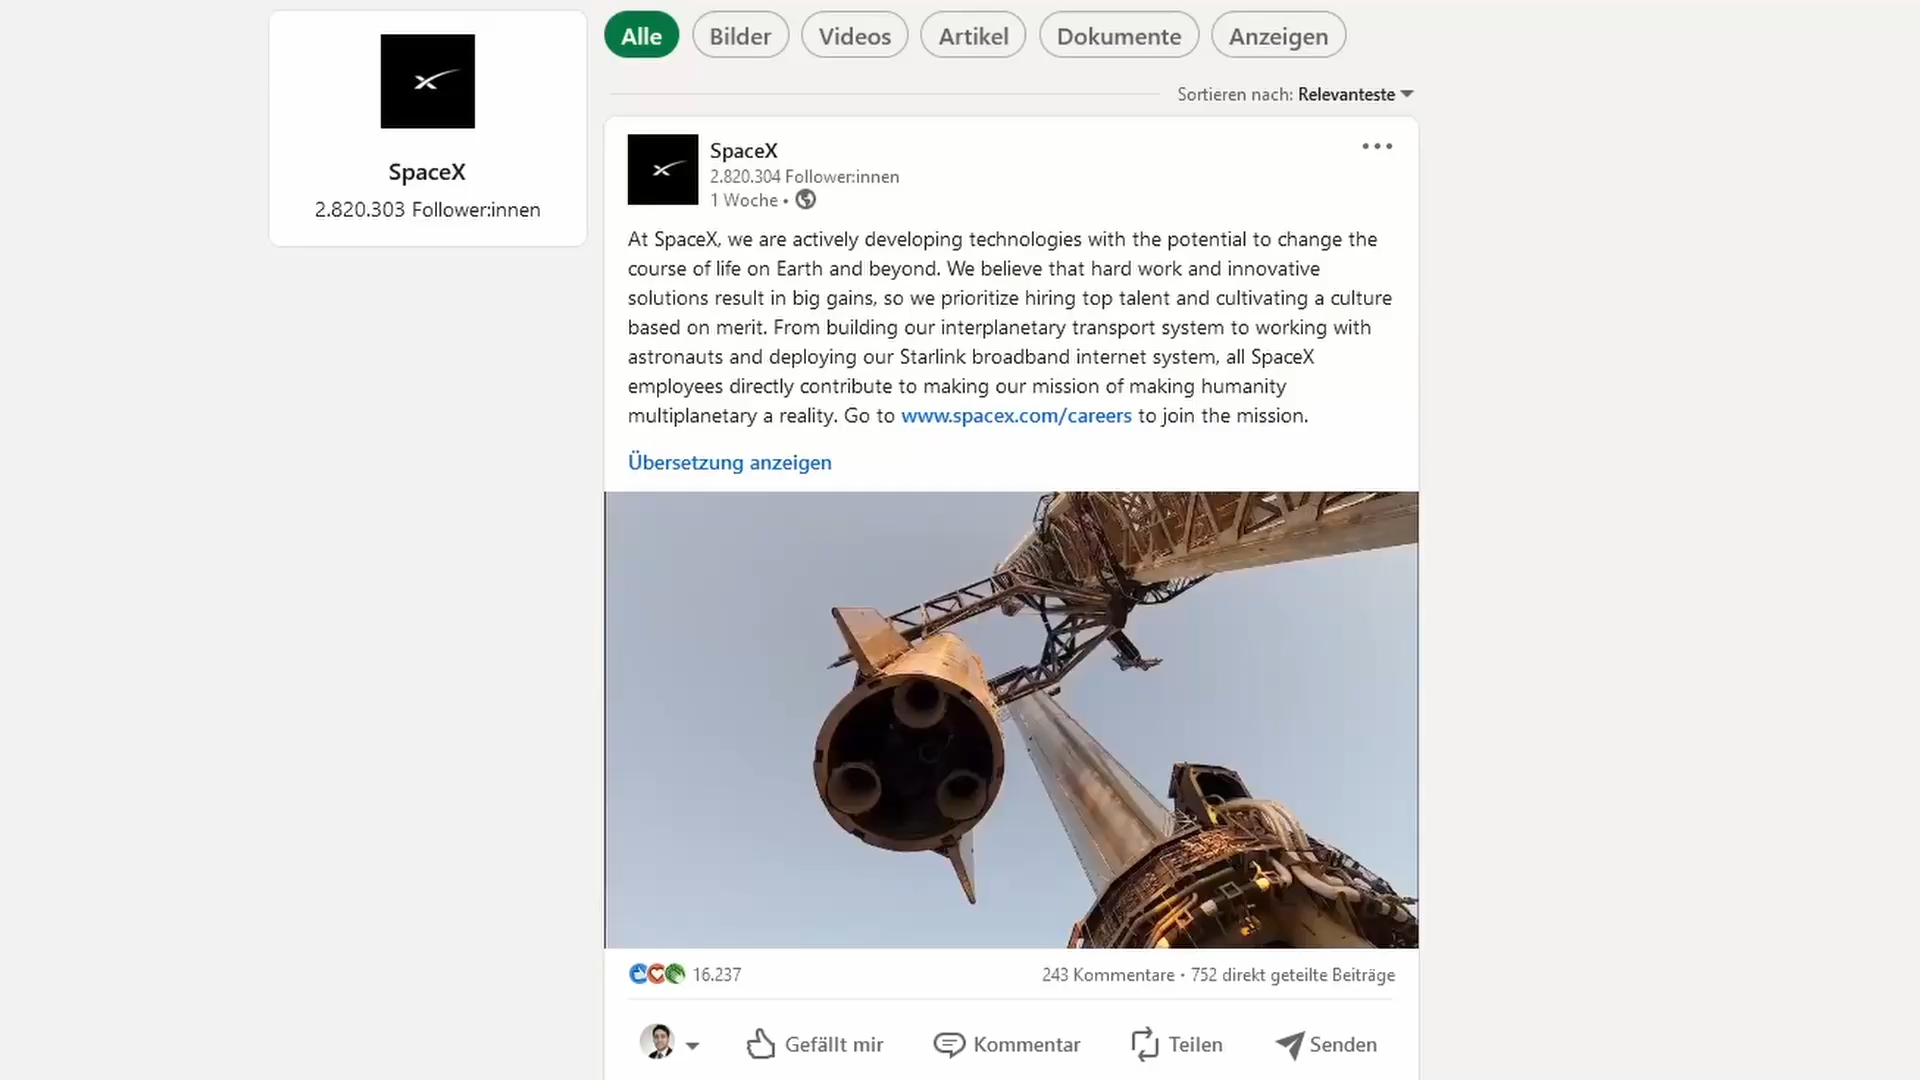 SpaceX
2.820.303 Follower:innen
Alle
Bilder
Videos
Artikel
Dokumente
Anzeigen
Sortieren nach: Relevanteste
SpaceX
2.820.304 Follower:innen
1 Woche •
At SpaceX, we are actively developing technologies with the potential to change the
course of life on Earth and beyond. We believe that hard work and innovative
solutions result in big gains, so we prioritize hiring top talent and cultivating a culture
based on merit. From building our interplanetary transport system to working with
astronauts and deploying our Starlink broadband internet system, all SpaceX
employees directly contribute to making our mission of making humanity
multiplanetary a reality. Go to www.spacex.com/careers to join the mission.
Übersetzung anzeigen
16.237
243 Kommentare • 752 direkt geteilte Beiträge
Gefällt mir
Kommentar
Teilen
Senden